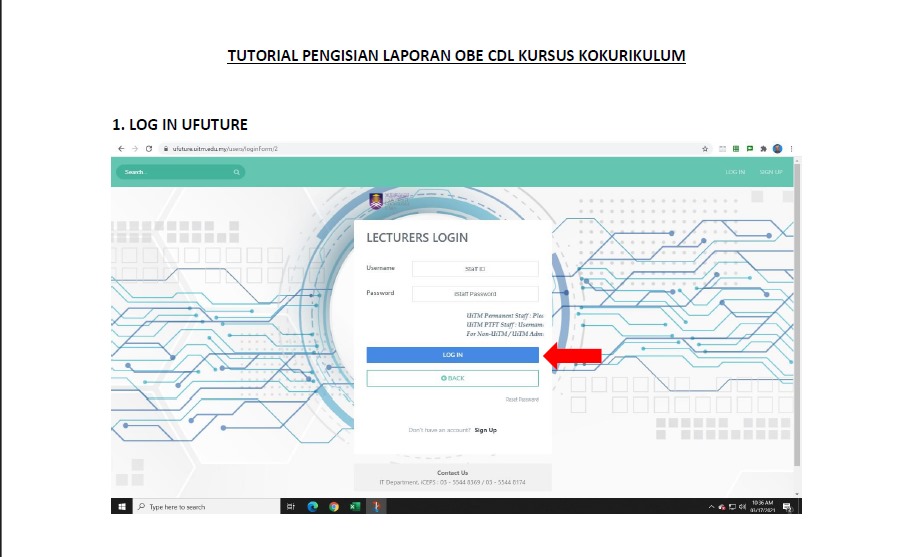 TUTORIAL PENGISIAN LAPORAN OBE CDL KURSUS KOKURIKULUM
1. LOG IN UFUTURE
ufuture.uitm.edu.my/users/loginForm/2
Search..
LOG IN SIGN UP
LECTURERS LOGIN
Username Staff ID
Password iStaff Password
UiTM Permanent Staff : Plea
UiTM PTFT Staff : Usernam
For Non-UiTM / UiTM Adm
LOG IN
BACK
Reset Password
Don't have an account? Sign Up
Contact Us
IT Department, iCEPS : 03 - 5544 8369 / 03 - 5544 8174
Type here to search
10:36 AM
03/17/2021